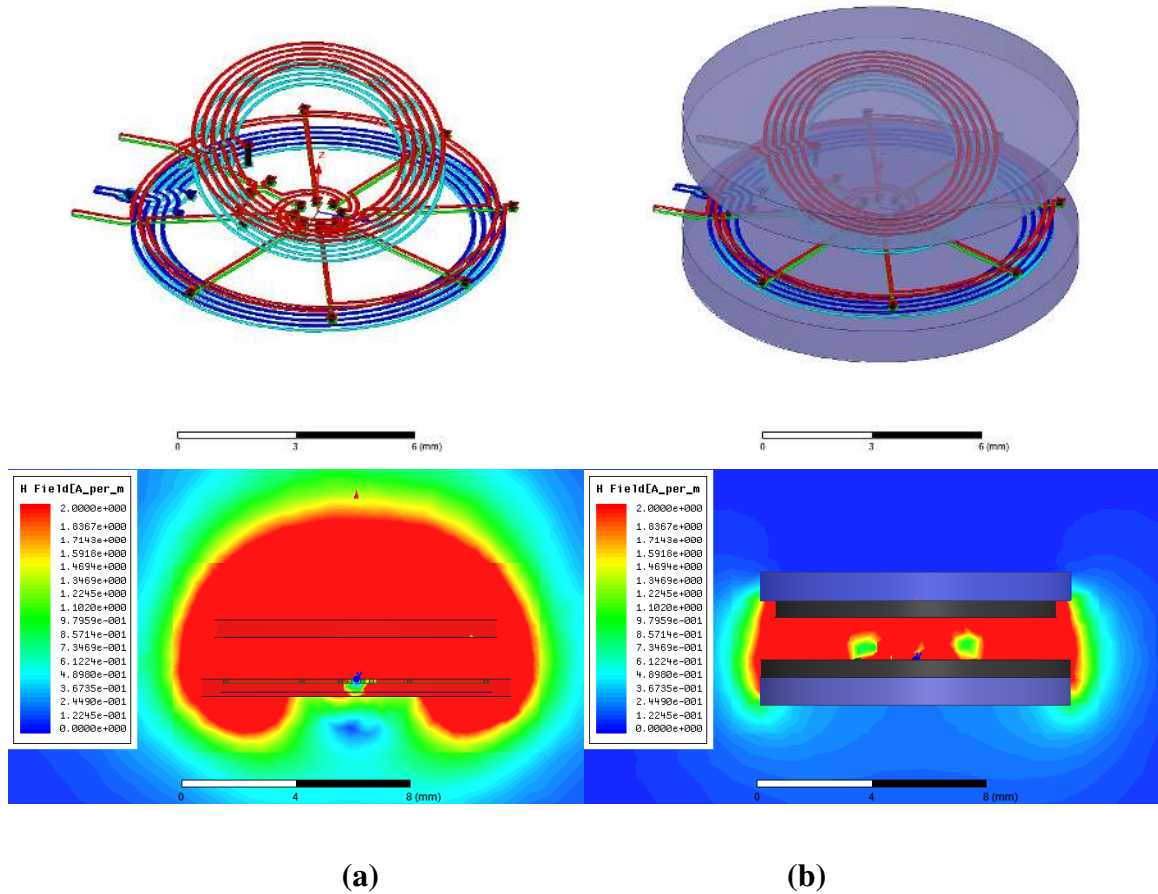 Z
0 3 6 (mm)
0 3 6 (mm)
H Field[A_per_m
2.0000e+000
1.8367e+000
1.7143e+000
1.5918e+000
1.4694e+000
1.3469e+000
1.2245e+000
1.1020e+000
9.7959e-001
8.5714e-001
7.3469e-001
6.1224e-001
4.8980e-001
3.6735e-001
2.4490e-001
1.2245e-001
0.0000e+000
0 4 8 (mm)
H Field[A_per_m
2.0000e+000
1.8367e+000
1.7143e+000
1.5918e+000
1.4694e+000
1.3469e+000
1.2245e+000
1.1020e+000
9.7959e-001
8.5714e-001
7.3469e-001
6.1224e-001
4.8980e-001
3.6735e-001
2.4490e-001
1.2245e-001
0.0000e+000
0 4 8 (mm)
(a) (b)